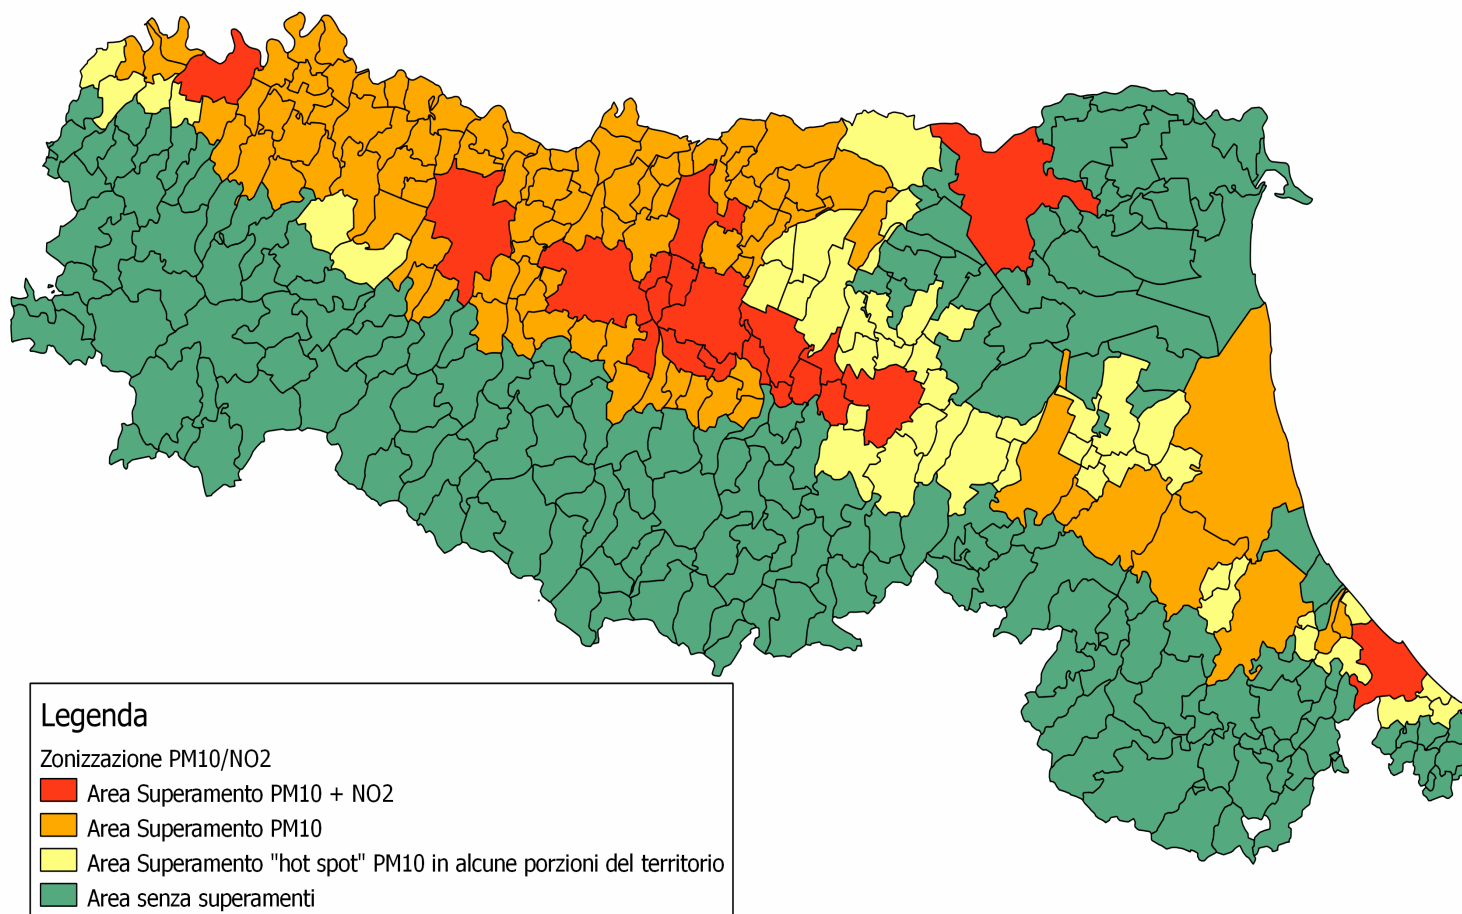 Legenda
Zonizzazione PM10/NO2
Area Superamento PM10 + NO2
Area Superamento PM10
Area Superamento "hot spot" PM10 in alcune porzioni del territorio
Area senza superamenti